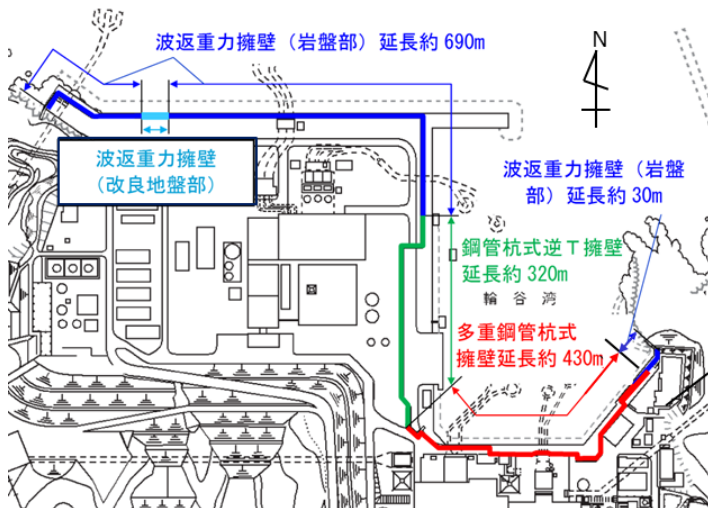 波返重力擁壁（岩盤部）延長約 690m
N
波返重力擁壁
（改良地盤部）
波返重力擁壁（岩盤
部）延長約 30m
鋼管杭式逆Ｔ擁壁
延長約 320m
輪谷湾
多重鋼管杭式
擁壁延長約 430m